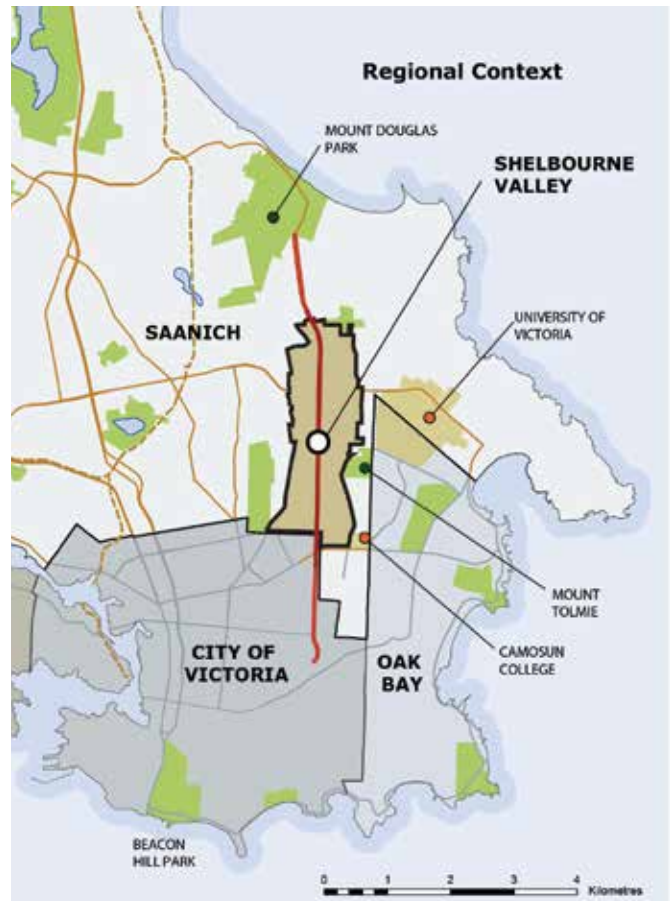 Regional Context
MOUNT DOUGLAS
PARK
SHELBOURNE
VALLEY
SAANICH
UNIVERSITY OF
VICTORIA
MOUNT
TOLMIE
CITY OF
VICTORIA
OAK
BAY
CAMOSUN
COLLEGE
BEACON
HILL PARK
0 1 2 3 4
Kilometres